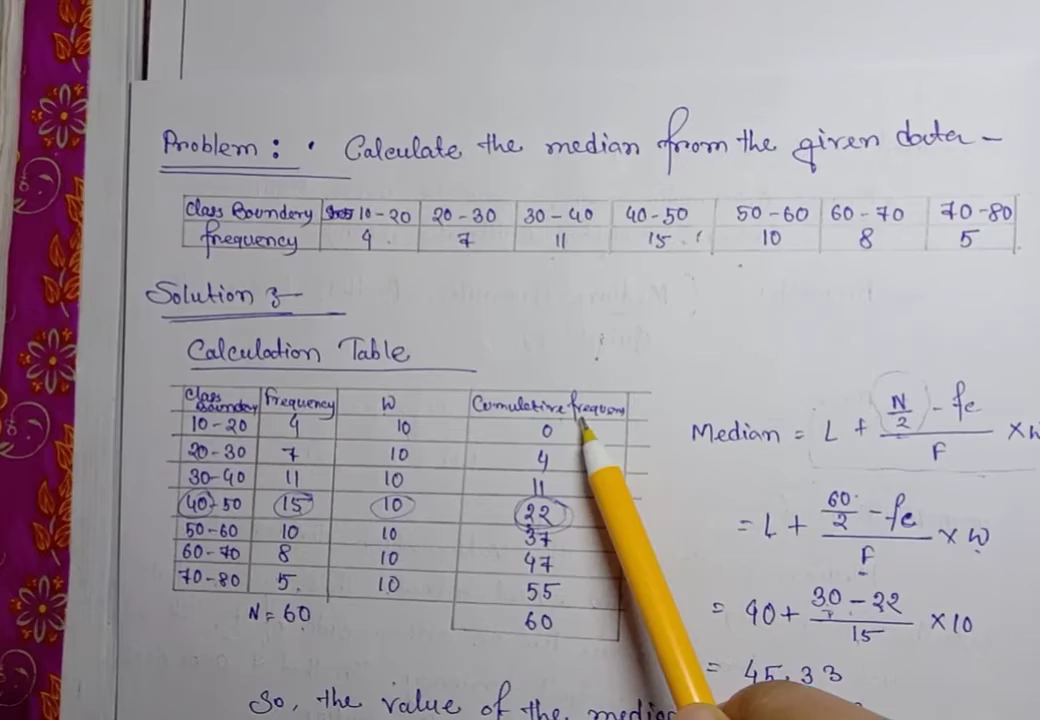 Problem : • Calculate the median from the given data -
Class Boundary 10-20 20-30 30-40 40-50 50-60 60-70 70-80
frequency 4 7 11 15 10 8 5
Solution :-
Calculation Table
Class Boundary Frequency W Cumulative frequency
10-20 4 10 0
20-30 7 10 4
30-40 11 10 11
40-50 15 10 22
50-60 10 10 37
60-70 8 10 47
70-80 5 10 55
N = 60 60
Median = L + (N/2 - fc)/F × W
= L + (60/2 - fc)/F × W
= 40 + (30 - 22)/15 × 10
= 45.33
So, the value of the median